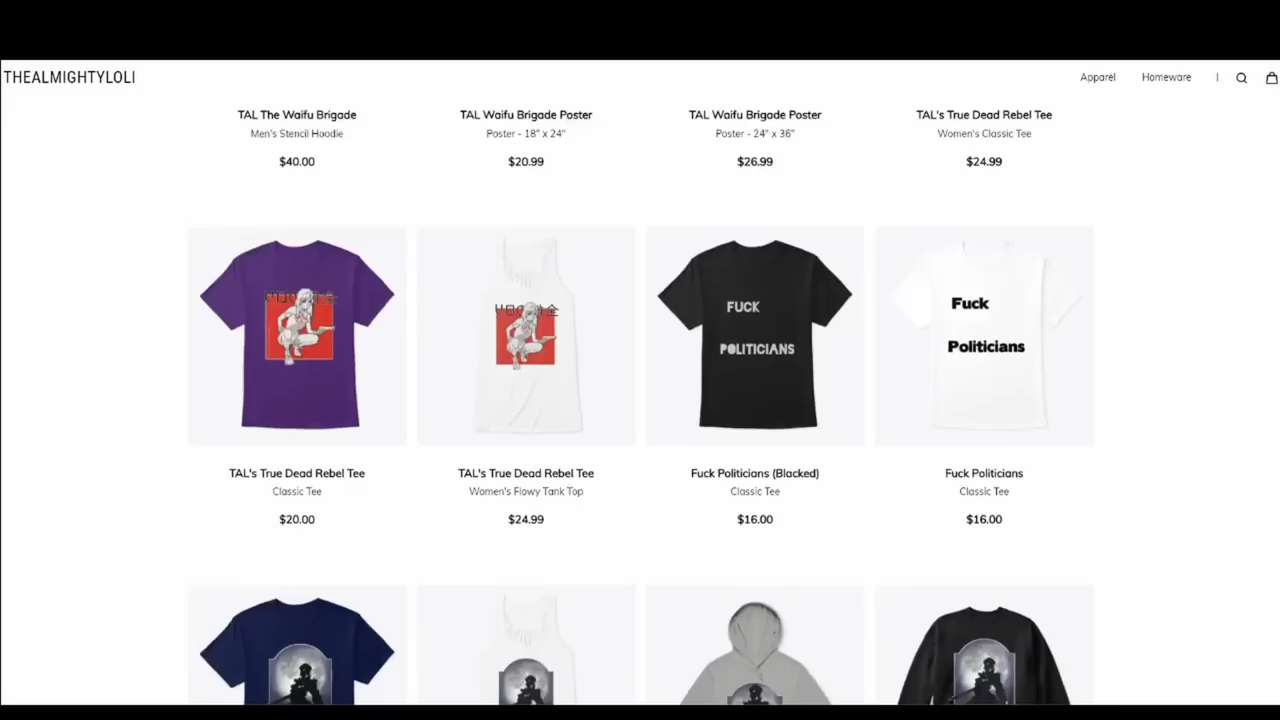 THEALMIGHTYLOLI
Apparel
Homeware
|
TAL The Waifu Brigade
Men's Stencil Hoodie
$40.00
TAL Waifu Brigade Poster
Poster - 18" x 24"
$20.99
TAL Waifu Brigade Poster
Poster - 24" x 36"
$26.99
TAL's True Dead Rebel Tee
Women's Classic Tee
$24.99
FUCK
POLITICIANS
Fuck
Politicians
TAL's True Dead Rebel Tee
Classic Tee
$20.00
TAL's True Dead Rebel Tee
Women's Flowy Tank Top
$24.99
Fuck Politicians (Blacked)
Classic Tee
$16.00
Fuck Politicians
Classic Tee
$16.00